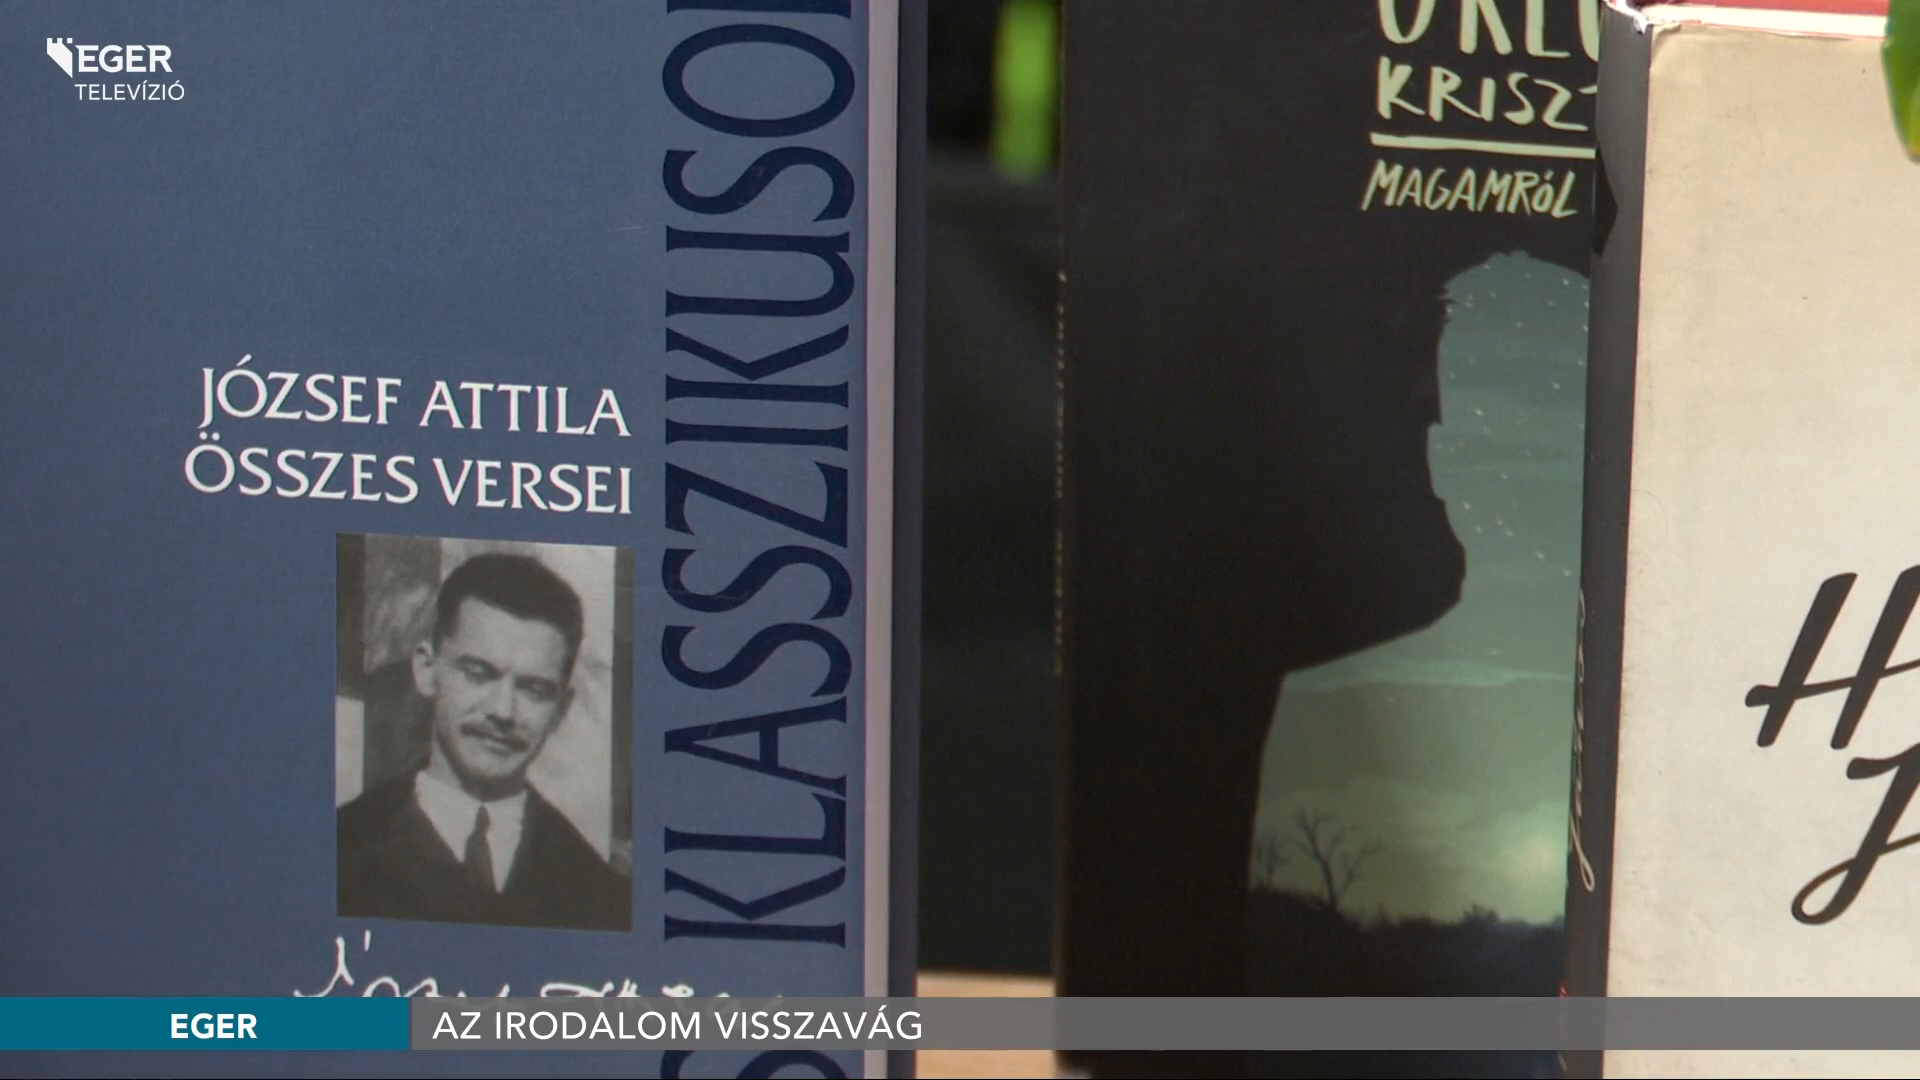 EGER
TELEVÍZIÓ
JÓZSEF ATTILA
ÖSSZES VERSEI
KLASSZIKUSO
KRISZ
MAGAMRÓL
H
EGER
AZ IRODALOM VISSZAVÁG